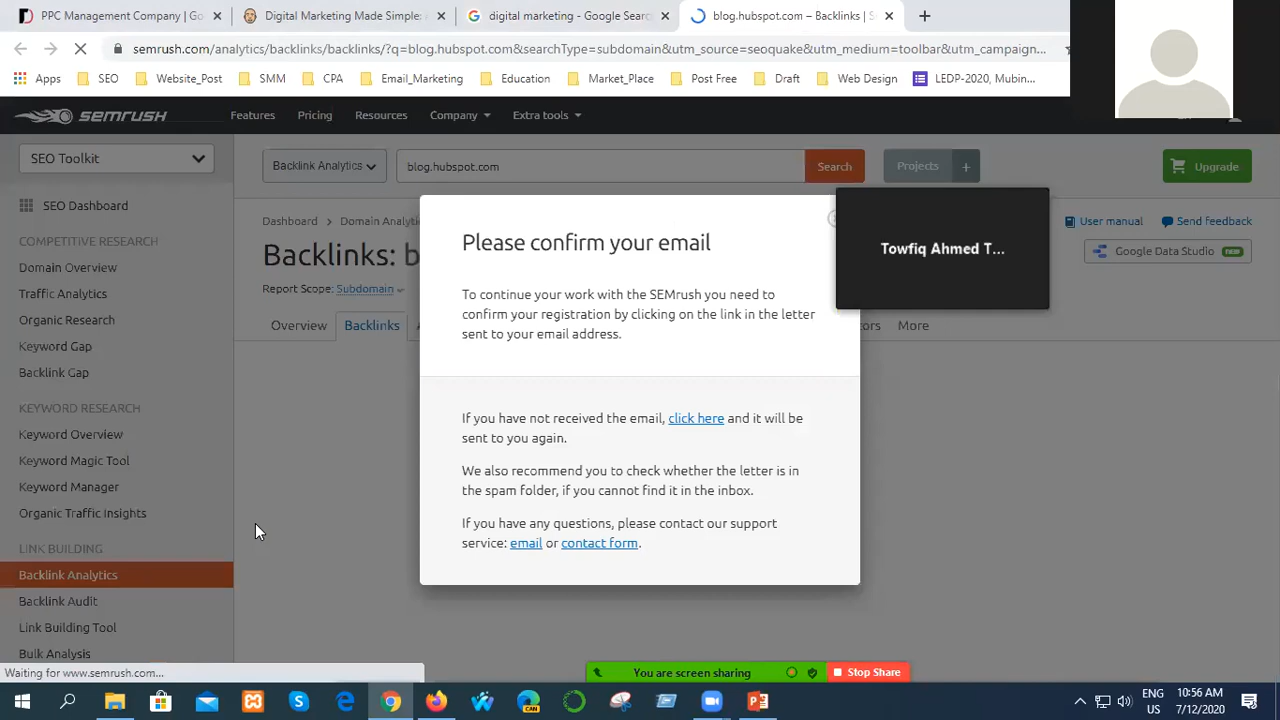 PPC Management Company | Go
Digital Marketing Made Simple:
digital marketing - Google Searc
blog.hubspot.com – Backlinks | S
semrush.com/analytics/backlinks/backlinks/?q=blog.hubspot.com&searchType=subdomain&utm_source=seoquake&utm_medium=toolbar&utm_campaign...
Apps SEO Website_Post SMM CPA Email_Marketing Education Market_Place Post Free Draft Web Design LEDP-2020, Mubin...
SEMRUSH Features Pricing Resources Company Extra tools
SEO Toolkit
Backlink Analytics blog.hubspot.com Search Projects + Upgrade
SEO Dashboard
COMPETITIVE RESEARCH
Domain Overview
Traffic Analytics
Organic Research
Keyword Gap
Backlink Gap
KEYWORD RESEARCH
Keyword Overview
Keyword Magic Tool
Keyword Manager
Organic Traffic Insights
LINK BUILDING
Backlink Analytics
Backlink Audit
Link Building Tool
Bulk Analysis
Dashboard > Domain Analyti
User manual Send feedback
Backlinks: b
Google Data Studio NEW
Report Scope: Subdomain
Overview Backlinks A tors More
Please confirm your email
To continue your work with the SEMrush you need to
confirm your registration by clicking on the link in the letter
sent to your email address.
If you have not received the email, click here and it will be
sent to you again.
We also recommend you to check whether the letter is in
the spam folder, if you cannot find it in the inbox.
If you have any questions, please contact our support
service: email or contact form.
Towfiq Ahmed T...
Waiting for www.semrush.com...
You are screen sharing Stop Share
CAN
ENG
US
10:56 AM
7/12/2020